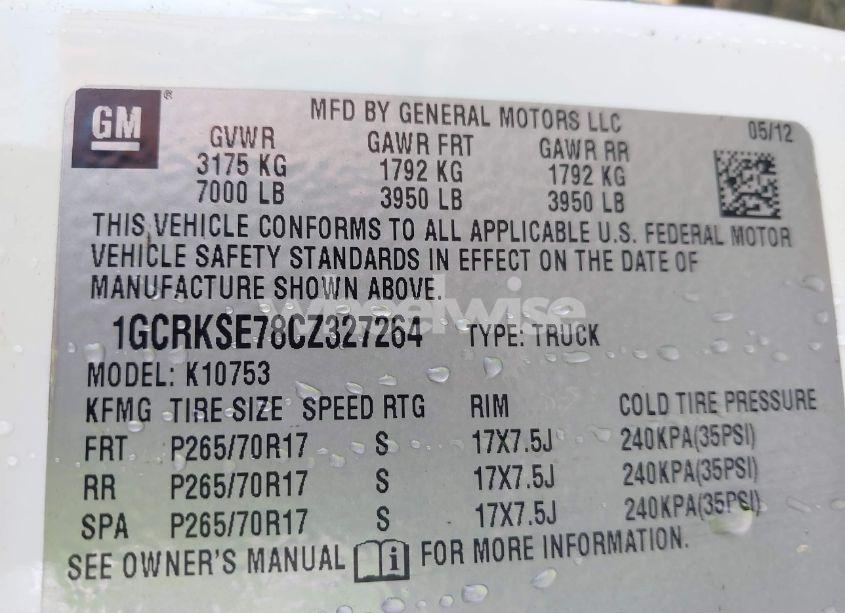 GM ®
MFD BY GENERAL MOTORS LLC 05/12
GVWR GAWR FRT GAWR RR
3175 KG 1792 KG 1792 KG
7000 LB 3950 LB 3950 LB
THIS VEHICLE CONFORMS TO ALL APPLICABLE U.S. FEDERAL MOTOR
VEHICLE SAFETY STANDARDS IN EFFECT ON THE DATE OF
MANUFACTURE SHOWN ABOVE.
wheelwise
1GCRKSE78CZ327264 TYPE: TRUCK
MODEL: K10753
KFMG TIRE SIZE SPEED RTG RIM COLD TIRE PRESSURE
FRT P265/70R17 S 17X7.5J 240KPA(35PSI)
RR P265/70R17 S 17X7.5J 240KPA(35PSI)
SPA P265/70R17 S 17X7.5J 240KPA(35PSI)
SEE OWNER'S MANUAL i FOR MORE INFORMATION.